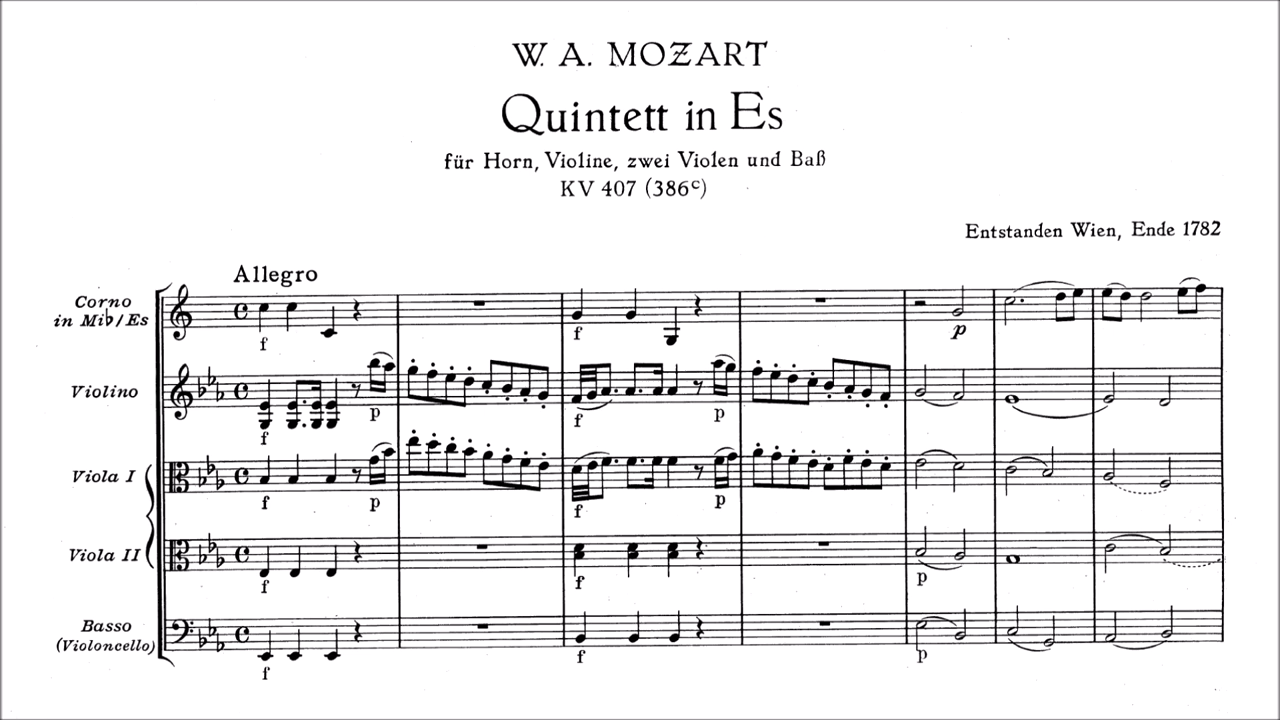 W. A. MOZART
Quintett in Es
für Horn, Violine, zwei Violen und Baß
KV 407 (386c)
Entstanden Wien, Ende 1782
Allegro
Corno
in Mi♭/Es
f
f
p
Violino
f
p
f
p
Viola I
f
p
f
p
Viola II
f
f
p
Basso
(Violoncello)
f
f
p